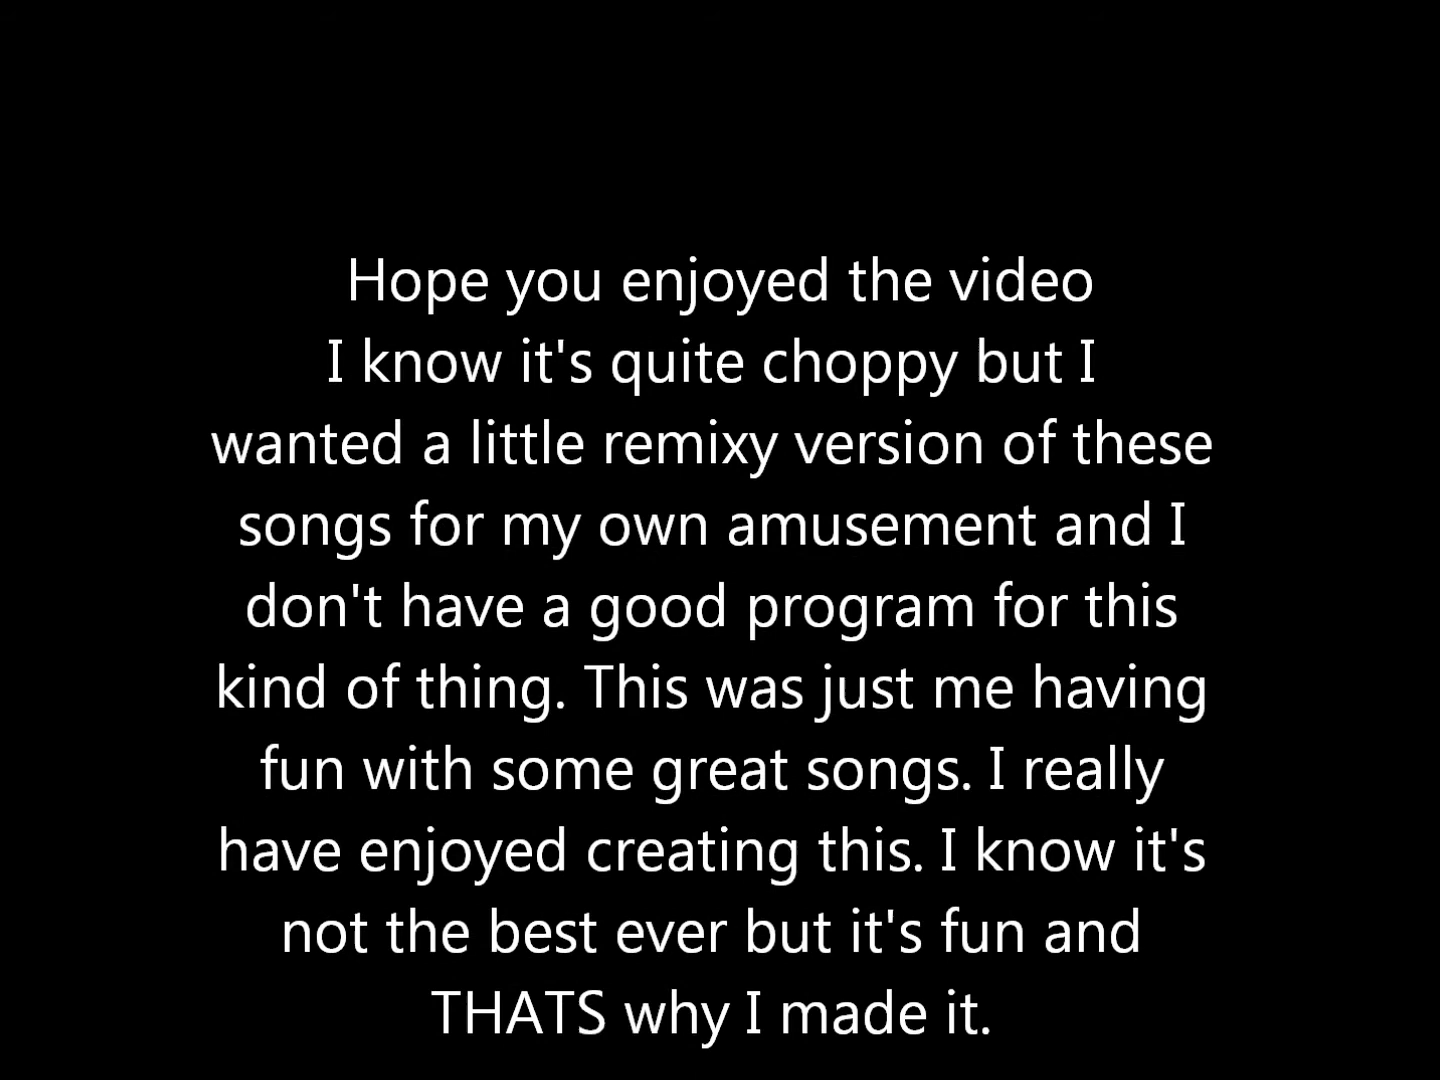 Hope you enjoyed the video
I know it's quite choppy but I
wanted a little remixy version of these
songs for my own amusement and I
don't have a good program for this
kind of thing. This was just me having
fun with some great songs. I really
have enjoyed creating this. I know it's
not the best ever but it's fun and
THATS why I made it.